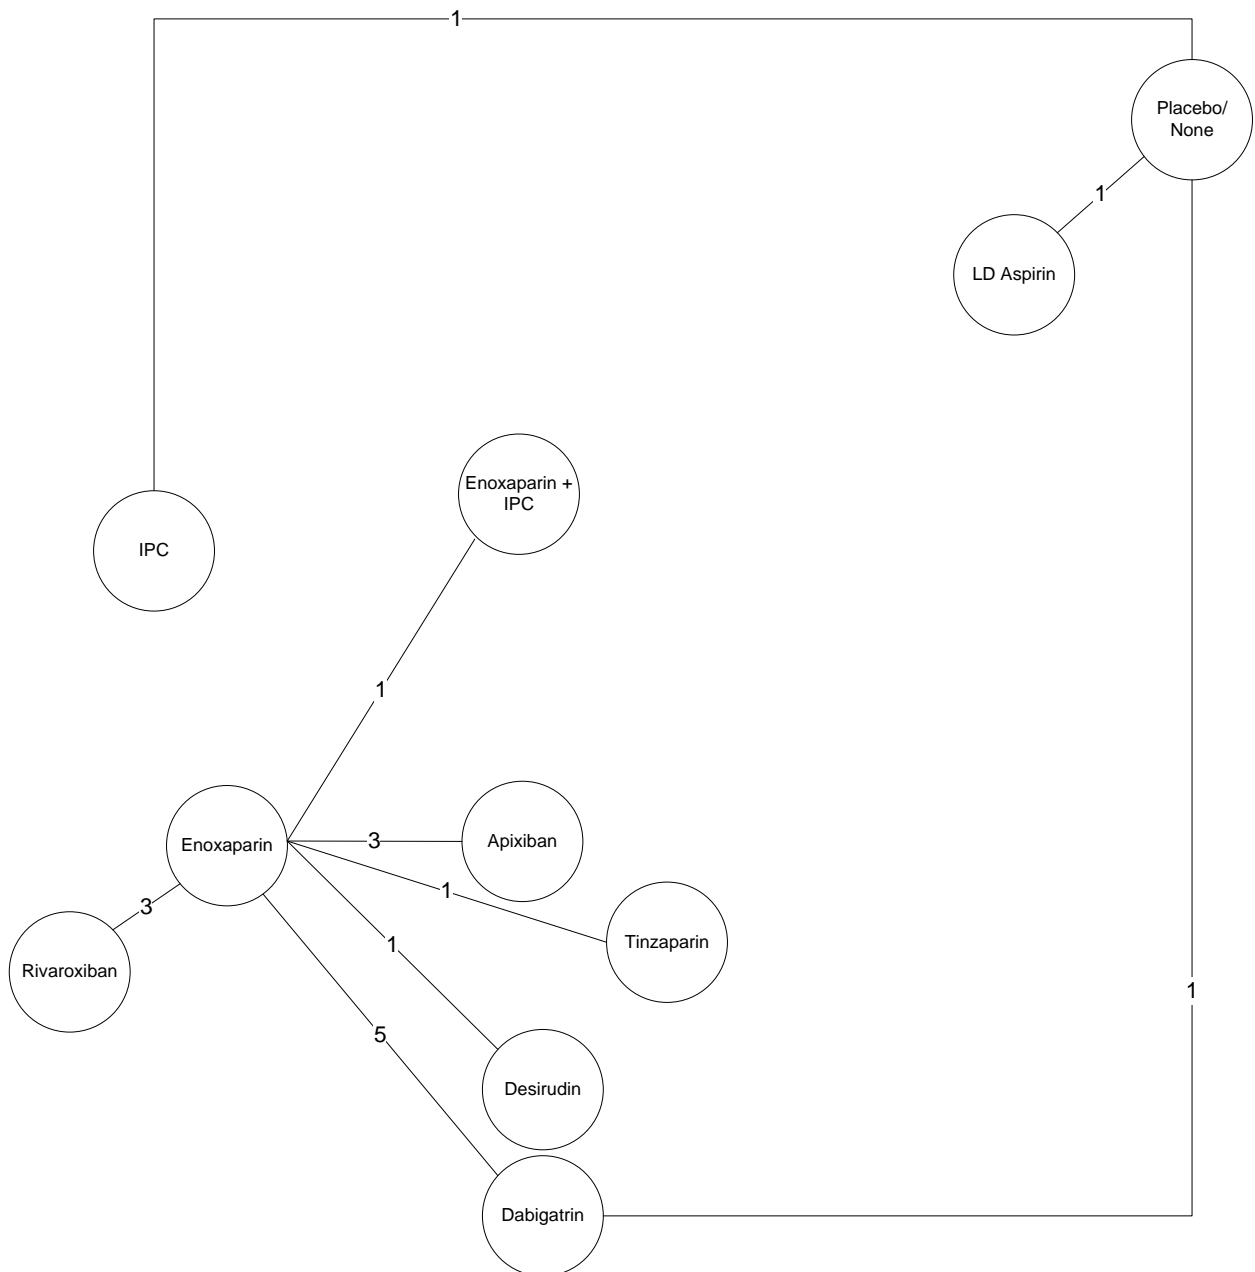 1
Placebo/
None
1
LD Aspirin
Enoxaparin +
IPC
IPC
1
Enoxaparin
3
Apixiban
1
Tinzaparin
3
Rivaroxiban
1
1
5
Desirudin
Dabigatrin